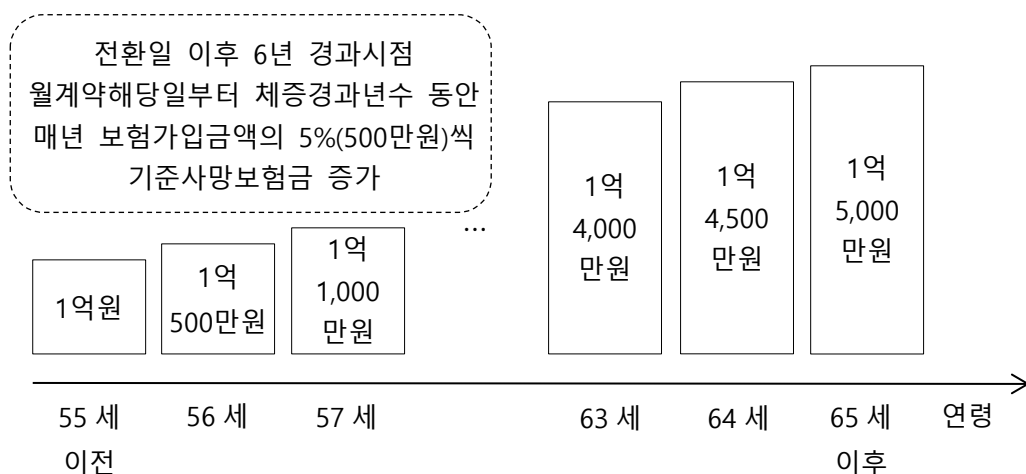 전환일 이후 6년 경과시점
월계약해당일부터 체증경과년수 동안
매년 보험가입금액의 5%(500만원)씩
기준사망보험금 증가
1억원
1억
500만원
1억
1,000
만원
...
1억
4,000
만원
1억
4,500
만원
1억
5,000
만원
55 세
이전
56 세
57 세
63 세
64 세
65 세
이후
연령